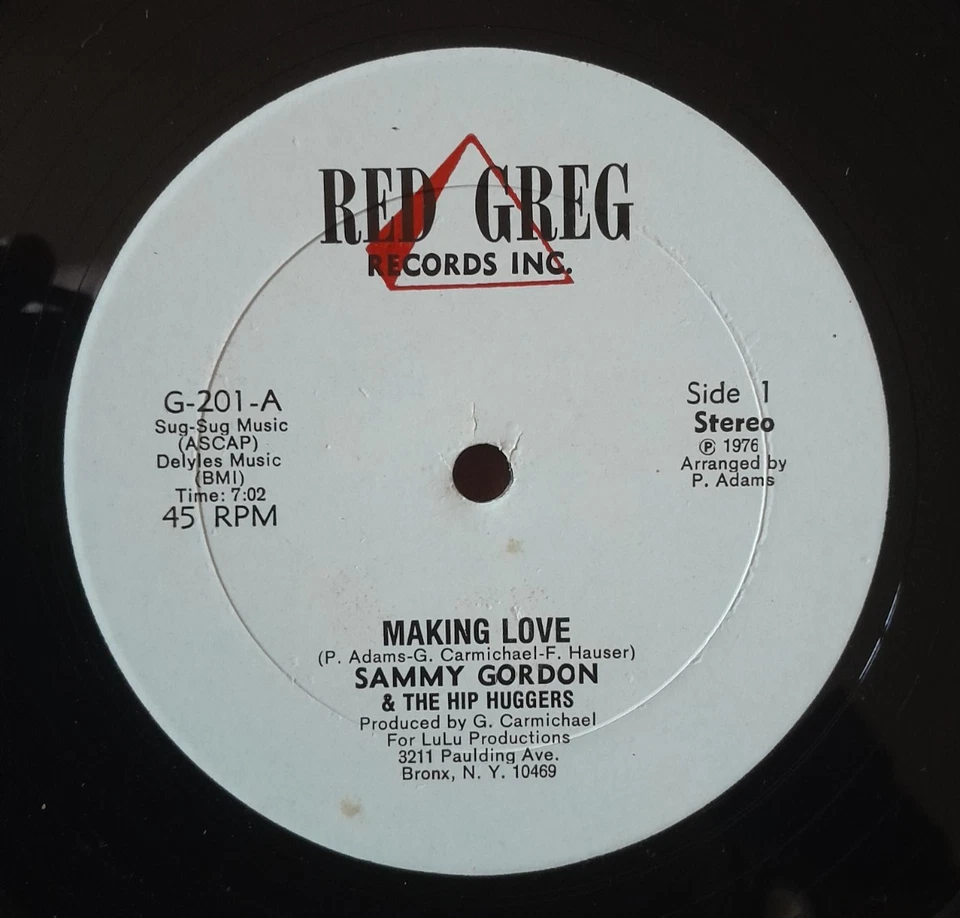 RED GREG
RECORDS INC.
G-201-A
Sug-Sug Music
(ASCAP)
Delyles Music
(BMI)
Time: 7:02
45 RPM
Side 1
Stereo
℗ 1976
Arranged by
P. Adams
MAKING LOVE
(P. Adams-G. Carmichael-F. Hauser)
SAMMY GORDON
& THE HIP HUGGERS
Produced by G. Carmichael
For LuLu Productions
3211 Paulding Ave.
Bronx, N. Y. 10469